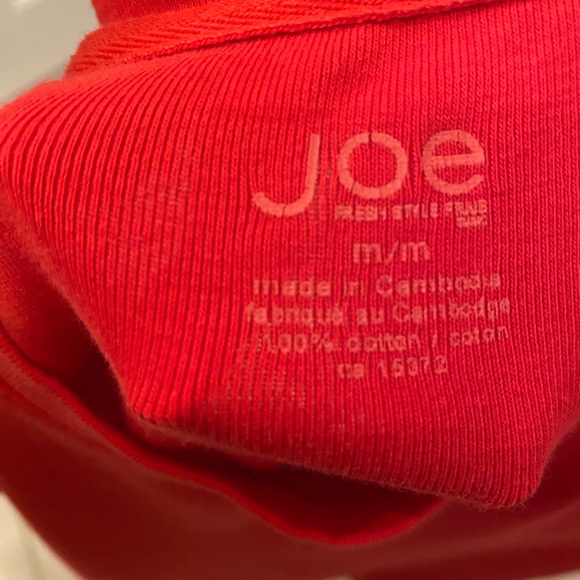 Joe
FRESH STYLE
m/m
made in Cambodia
fabriqué au Cambodge
100% cotton / coton
ca 15372